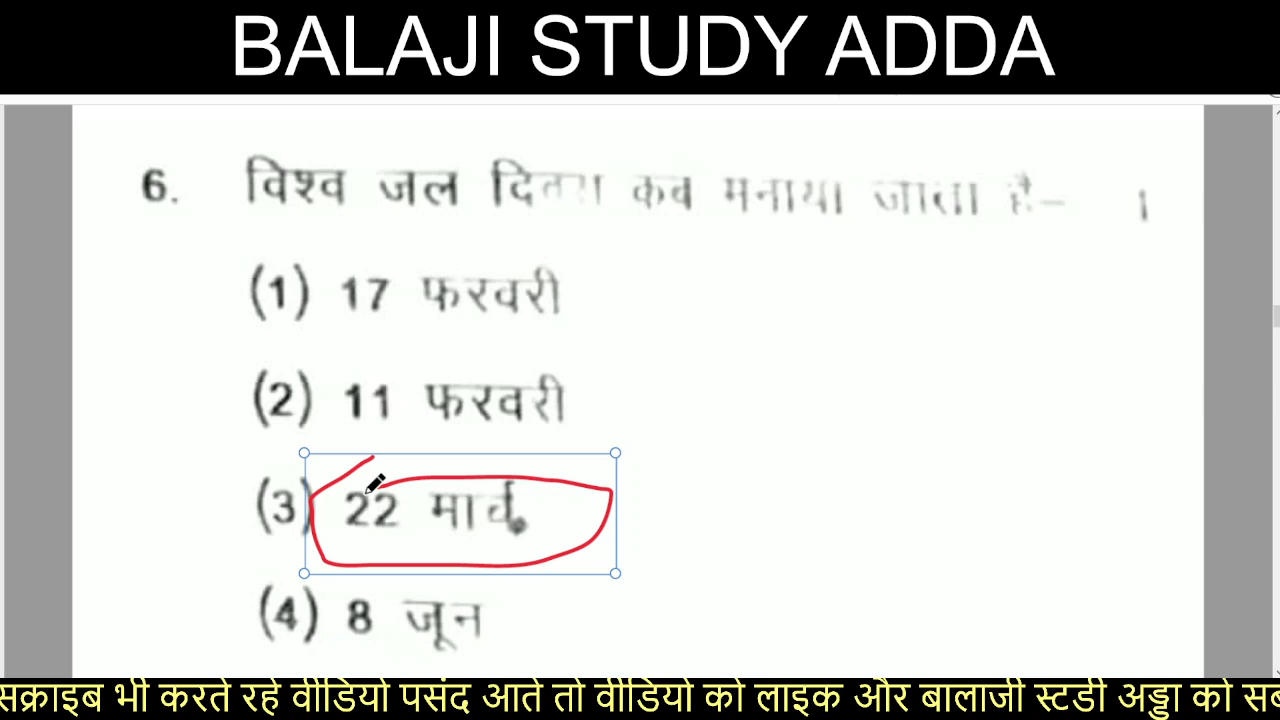 BALAJI STUDY ADDA
6. विश्व जल दिवस कब मनाया जाता है– 1
(1) 17 फरवरी
(2) 11 फरवरी
(3) 22 मार्च
(4) 8 जून
सक्राइब भी करते रहे वीडियो पसंद आते तो वीडियो को लाइक और बालाजी स्टडी अड्डा को सब